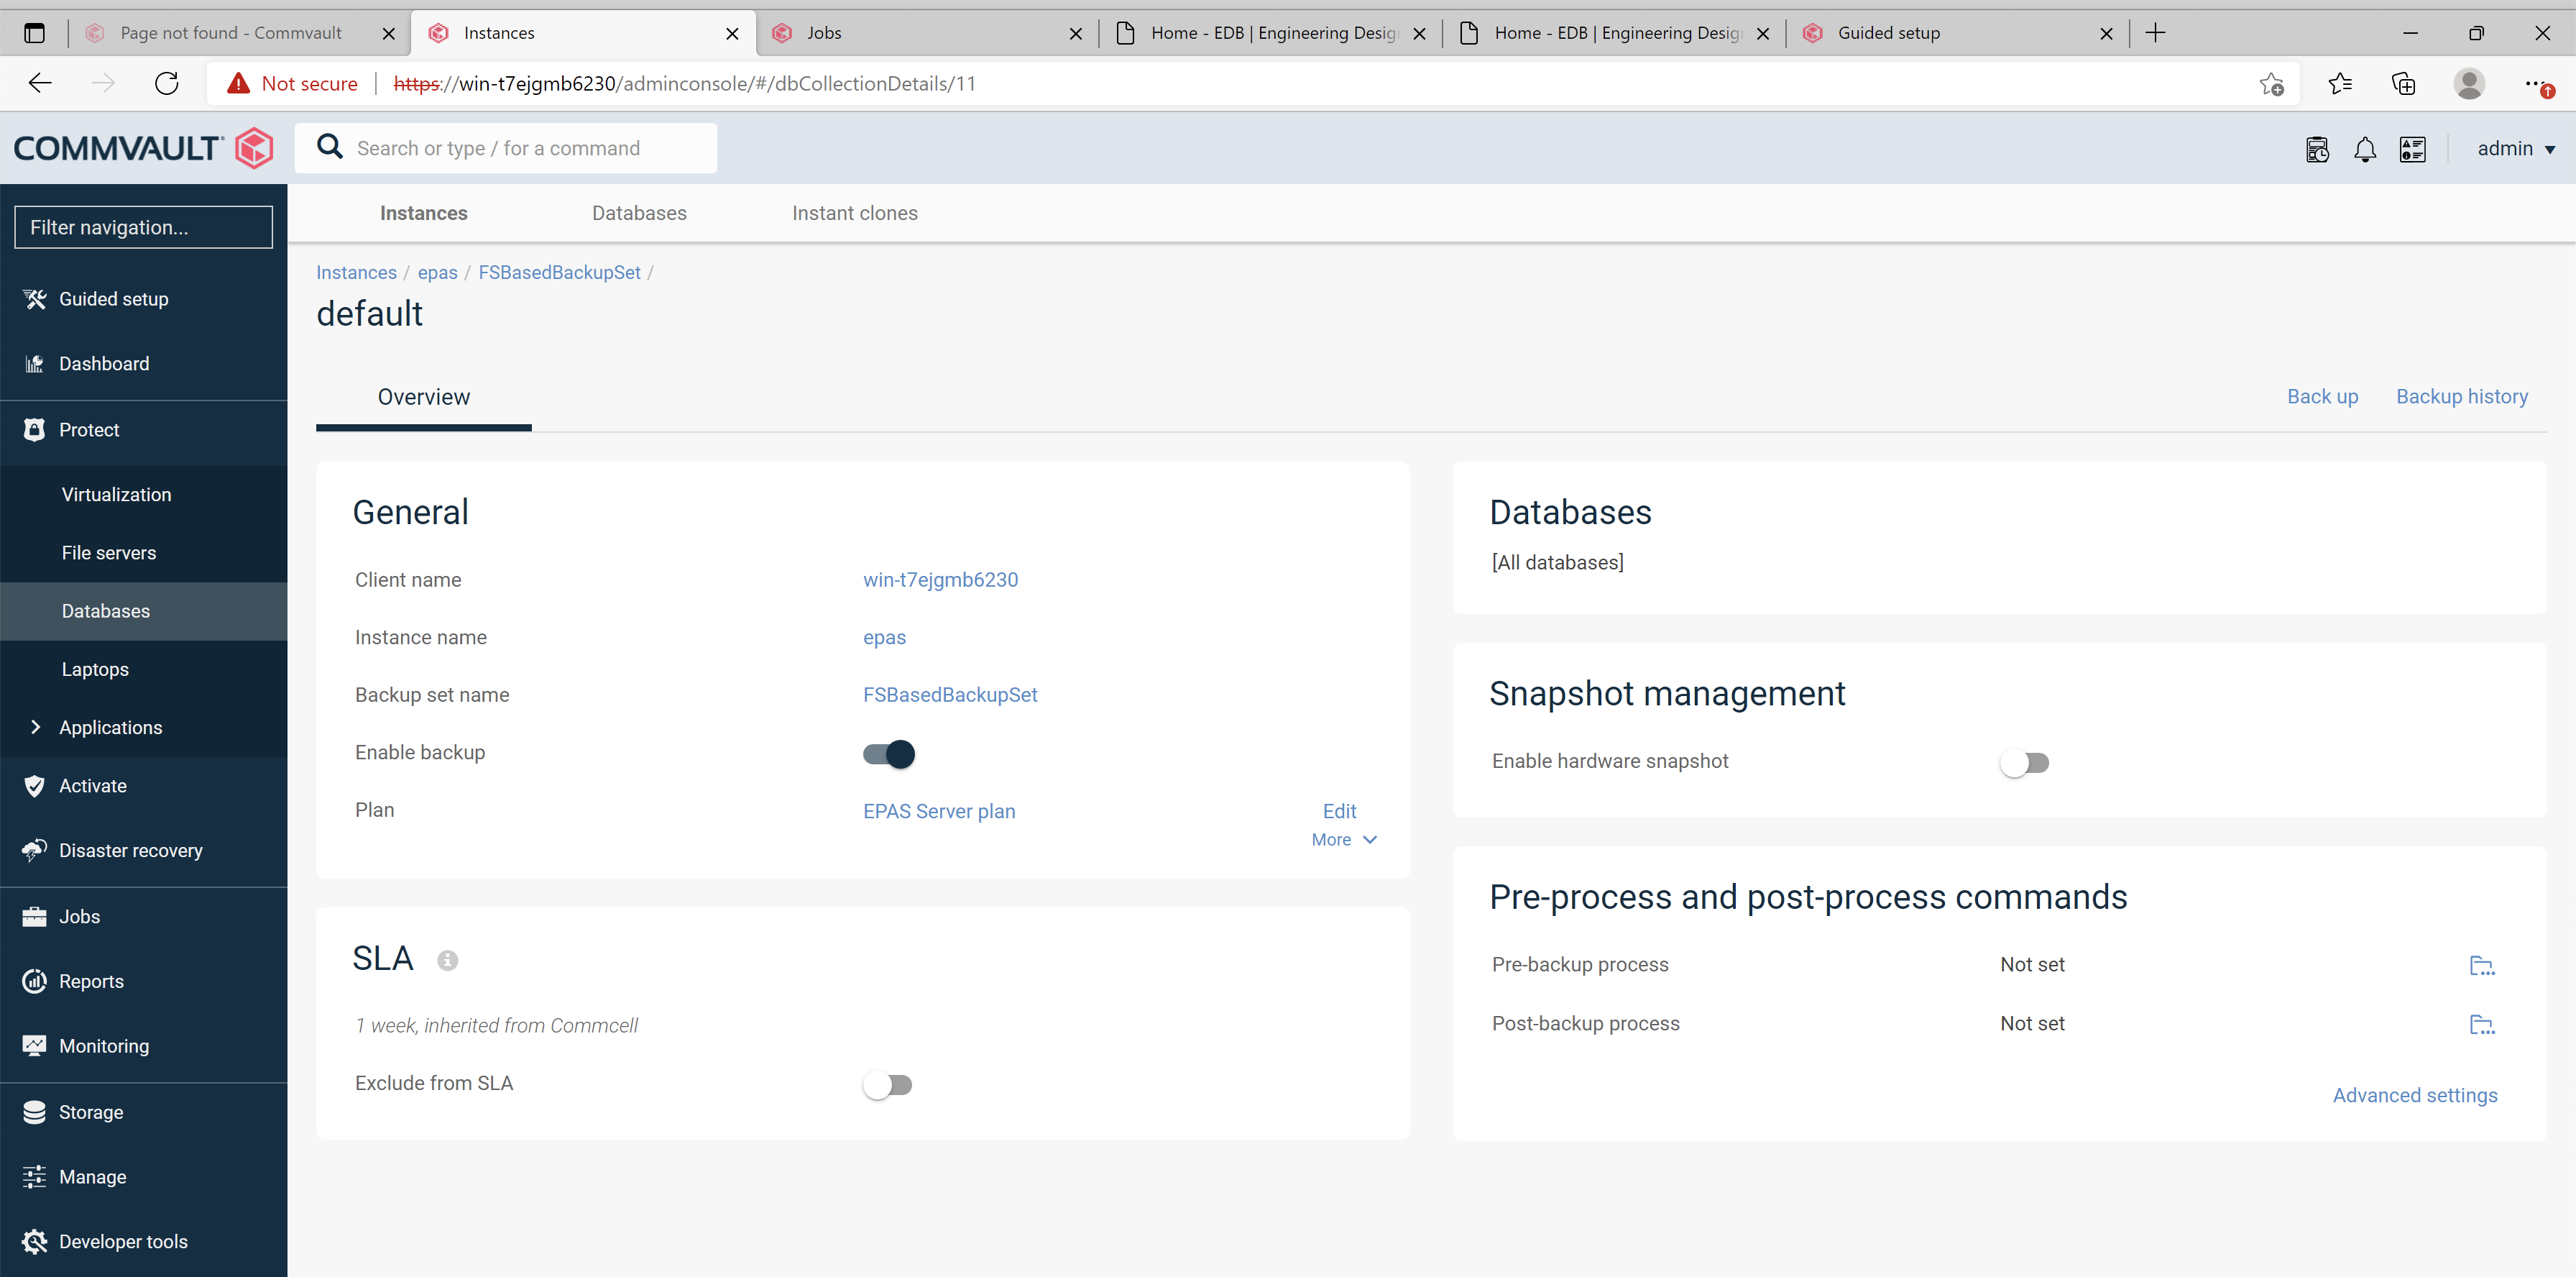 Page not found - Commvault
Instances
Jobs
Home - EDB | Engineering Desig
Home - EDB | Engineering Desig
Guided setup
Not secure
https://win-t7ejgmb6230/adminconsole/#/dbCollectionDetails/11
COMMVAULT
Search or type / for a command
admin
Filter navigation...
Guided setup
Dashboard
Protect
Virtualization
File servers
Databases
Laptops
Applications
Activate
Disaster recovery
Jobs
Reports
Monitoring
Storage
Manage
Developer tools
Instances
Databases
Instant clones
Instances / epas / FSBasedBackupSet /
default
Overview
Back up
Backup history
General
Client name win-t7ejgmb6230
Instance name epas
Backup set name FSBasedBackupSet
Enable backup
Plan EPAS Server plan Edit
More
SLA
1 week, inherited from Commcell
Exclude from SLA
Databases
[All databases]
Snapshot management
Enable hardware snapshot
Pre-process and post-process commands
Pre-backup process Not set
Post-backup process Not set
Advanced settings